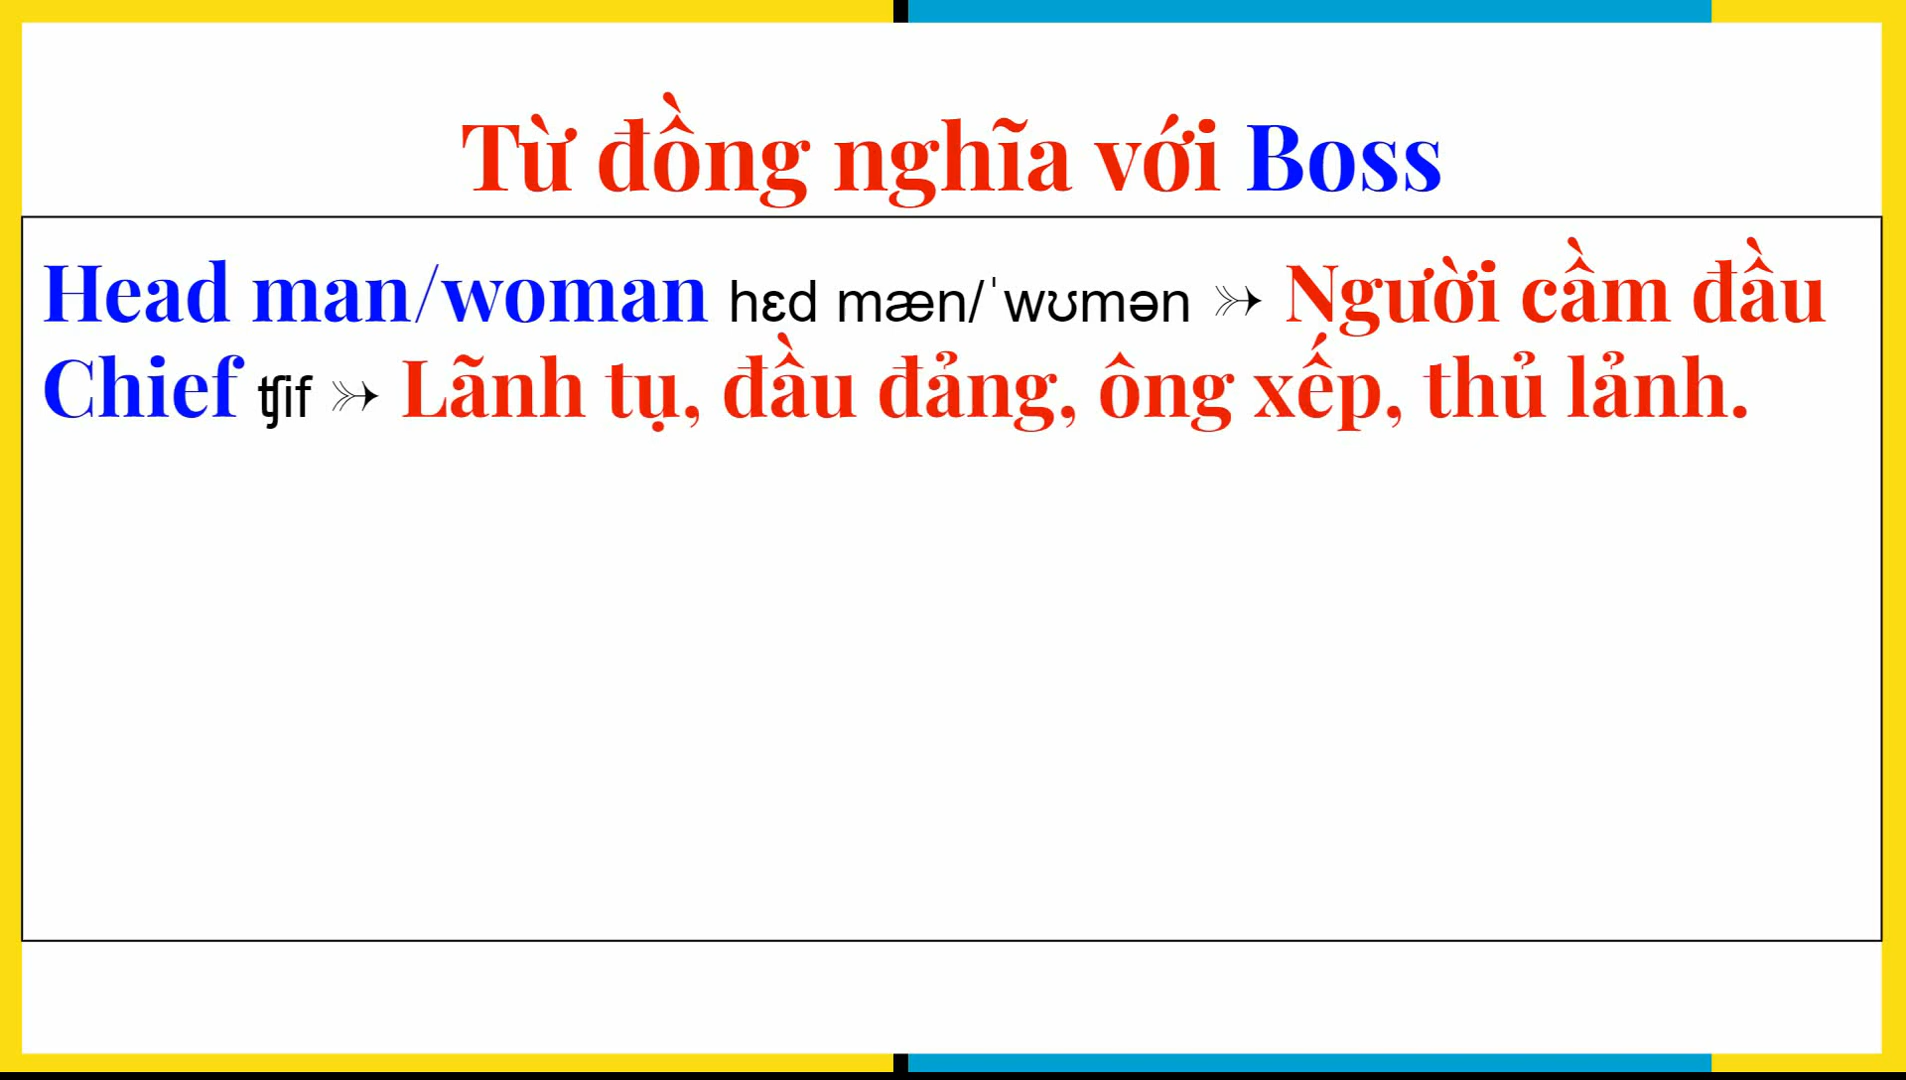 Từ đồng nghĩa với Boss
Head man/woman hɛd mæn/ˈwʊmən ➳ Người cầm đầu
Chief ʧif ➳ Lãnh tụ, đầu đảng, ông xếp, thủ lảnh.